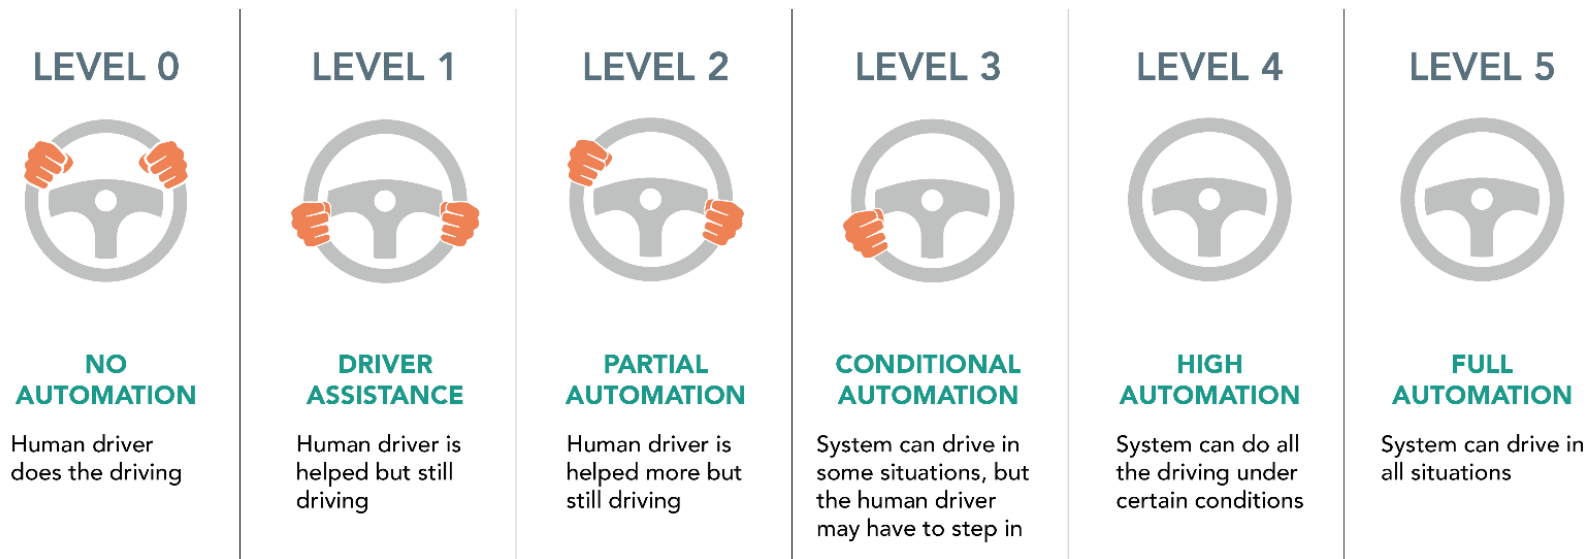 LEVEL 0
NO
AUTOMATION
Human driver
does the driving
LEVEL 1
DRIVER
ASSISTANCE
Human driver is
helped but still
driving
LEVEL 2
PARTIAL
AUTOMATION
Human driver is
helped more but
still driving
LEVEL 3
CONDITIONAL
AUTOMATION
System can drive in
some situations, but
the human driver
may have to step in
LEVEL 4
HIGH
AUTOMATION
System can do all
the driving under
certain conditions
LEVEL 5
FULL
AUTOMATION
System can drive in
all situations